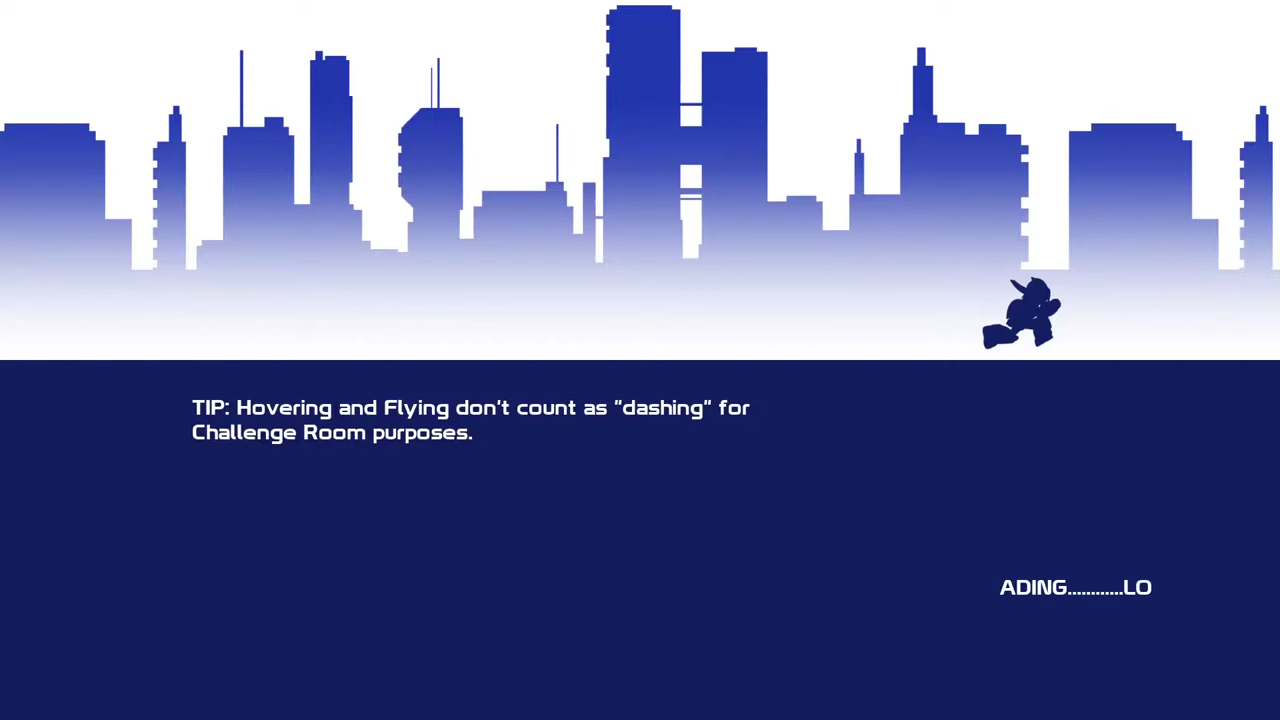 TIP: Hovering and Flying don't count as "dashing" for
Challenge Room purposes.
ADING............LO